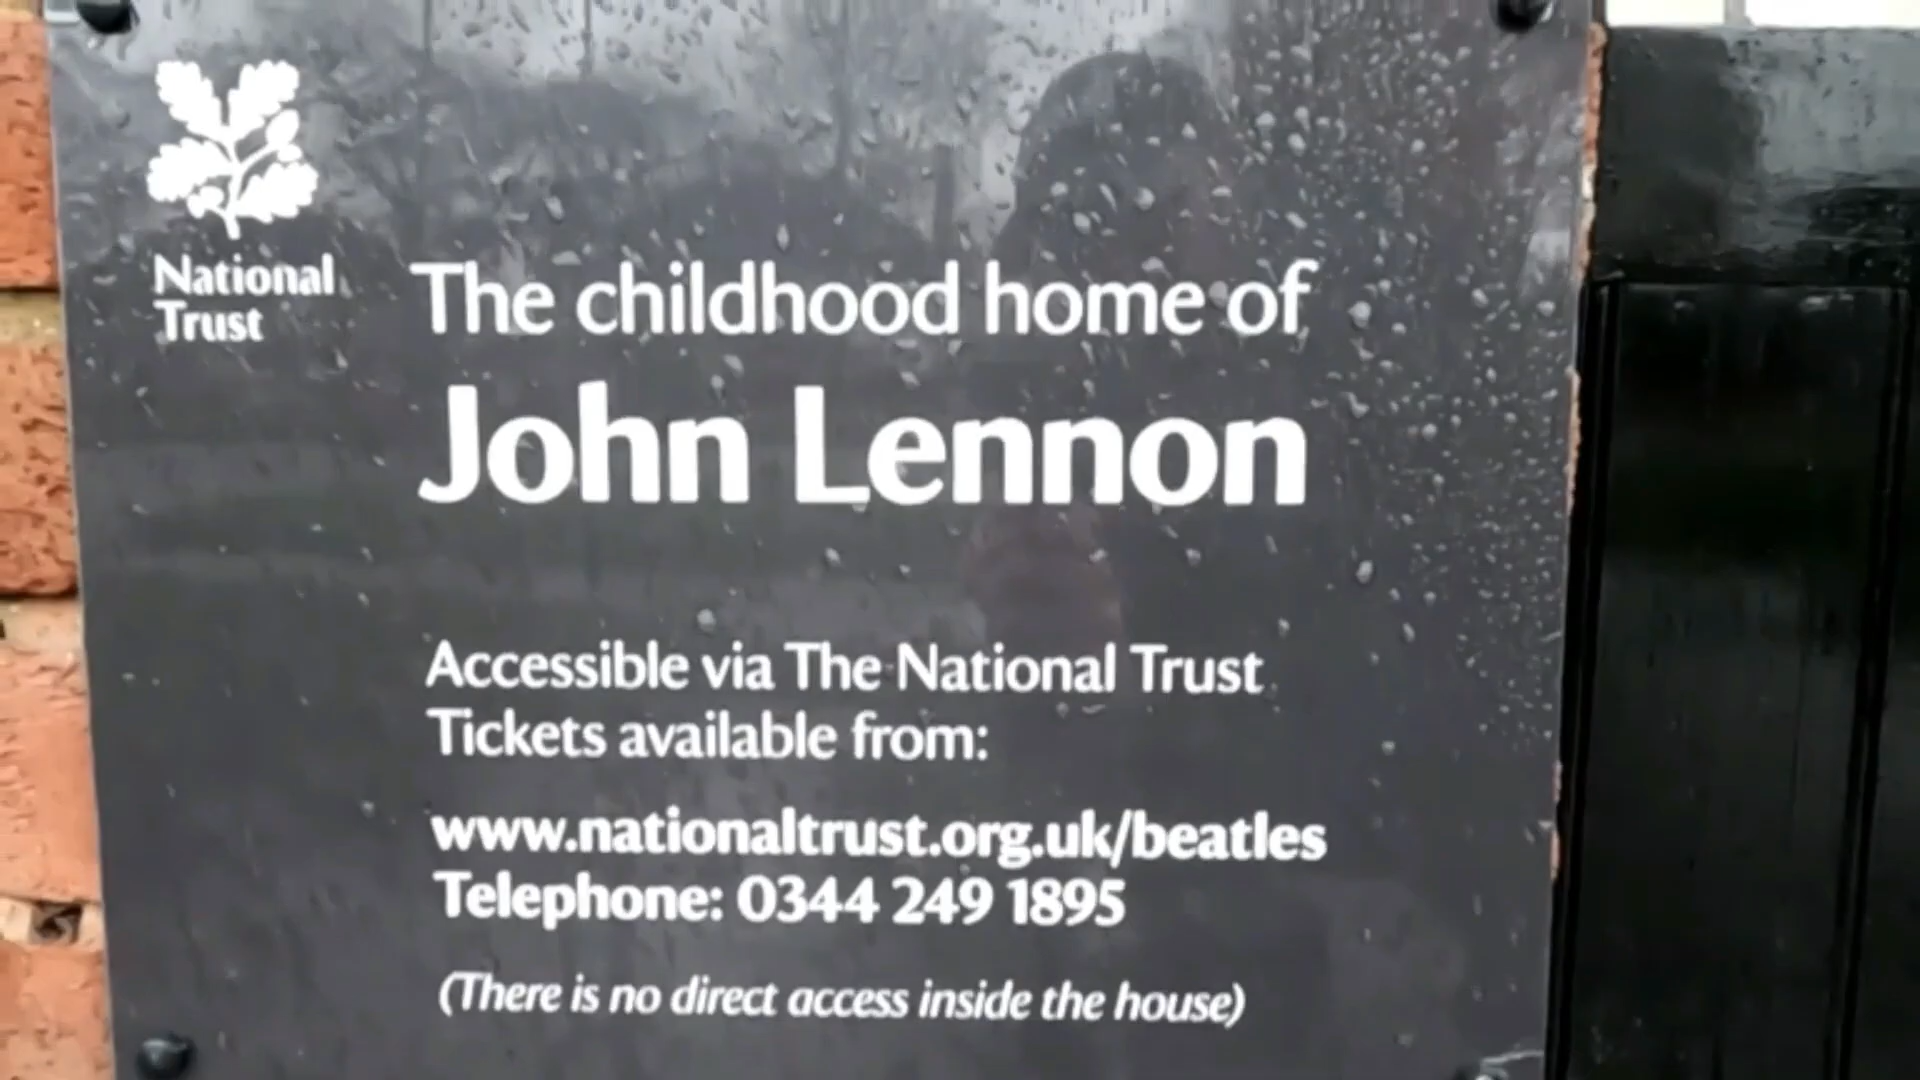 National
Trust
The childhood home of
John Lennon
Accessible via The National Trust
Tickets available from:
www.nationaltrust.org.uk/beatles
Telephone: 0344 249 1895
(There is no direct access inside the house)